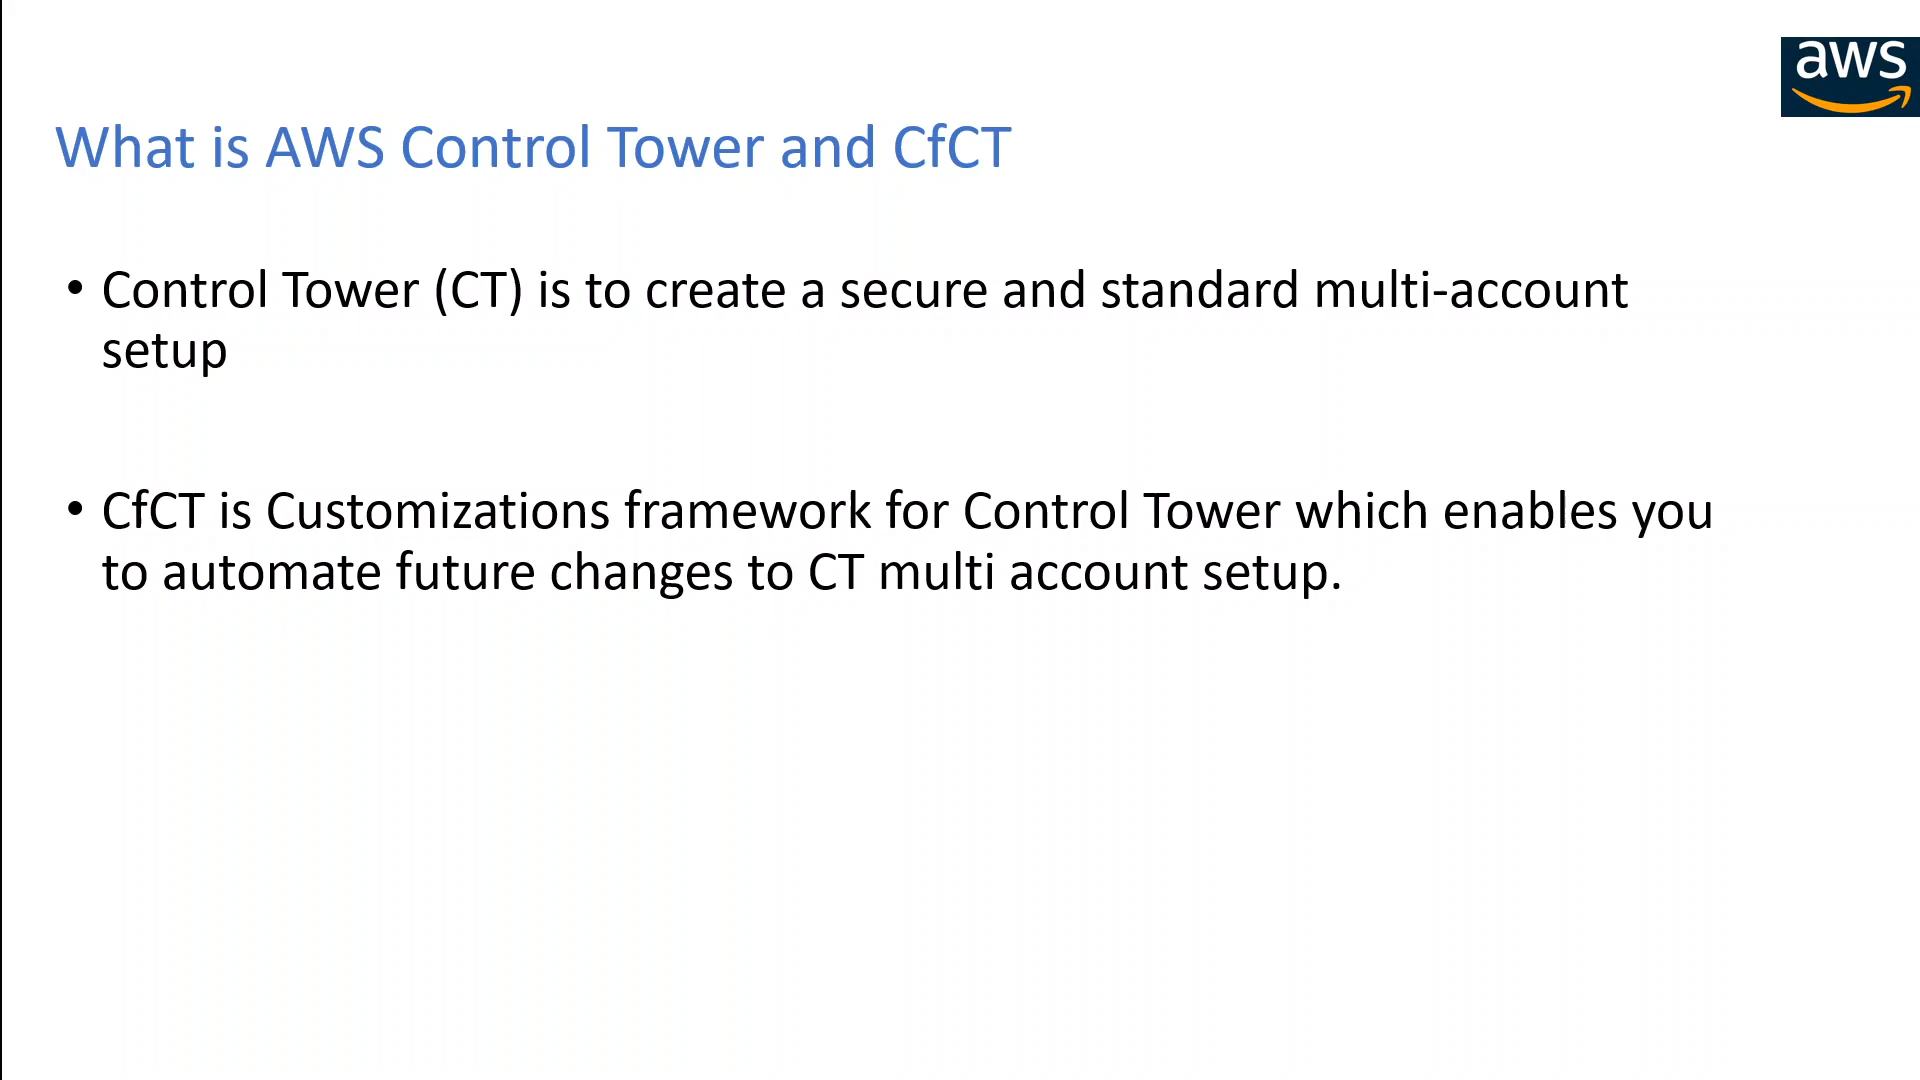 aws
What is AWS Control Tower and CfCT
• Control Tower (CT) is to create a secure and standard multi-account
setup
• CfCT is Customizations framework for Control Tower which enables you
to automate future changes to CT multi account setup.